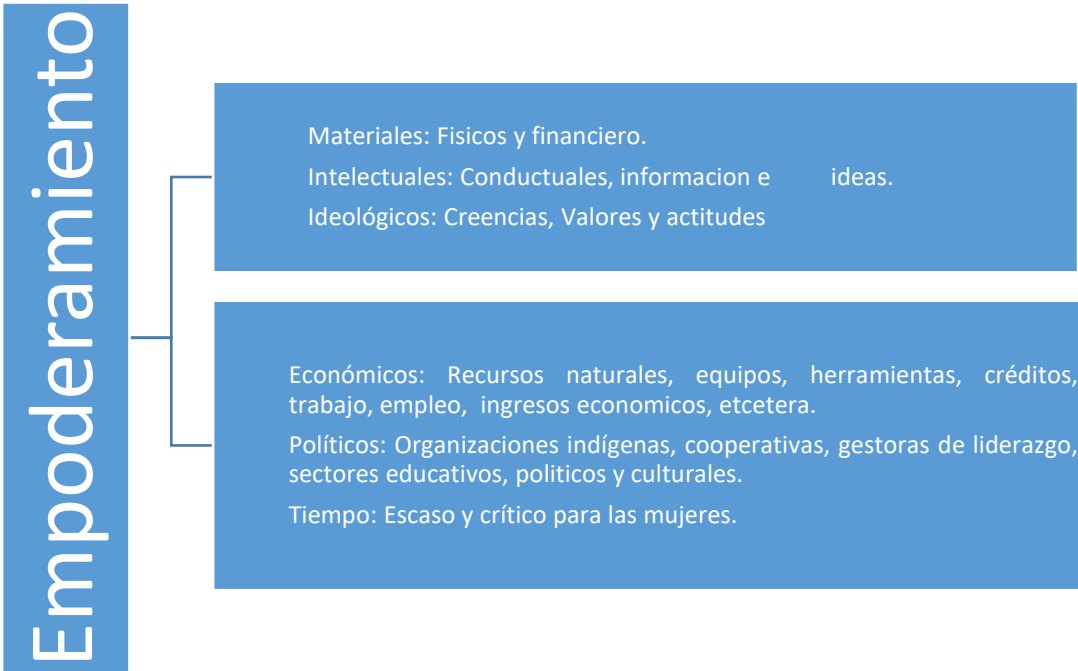 Empoderamiento
Materiales: Fisicos y financiero.
Intelectuales: Conductuales, informacion e ideas.
Ideológicos: Creencias, Valores y actitudes
Económicos: Recursos naturales, equipos, herramientas, créditos,
trabajo, empleo, ingresos economicos, etcetera.
Políticos: Organizaciones indígenas, cooperativas, gestoras de liderazgo,
sectores educativos, politicos y culturales.
Tiempo: Escaso y crítico para las mujeres.